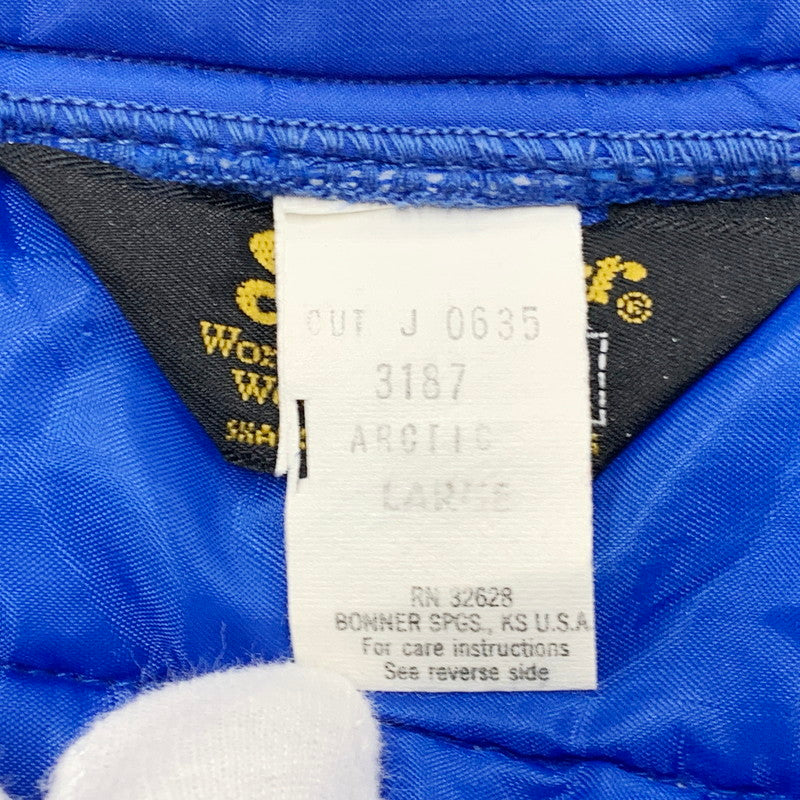 CUT J 0635
3187
ARCTIC
LARGE
RN 32628
BONNER SPGS., KS U.S.A.
For care instructions
See reverse side
®